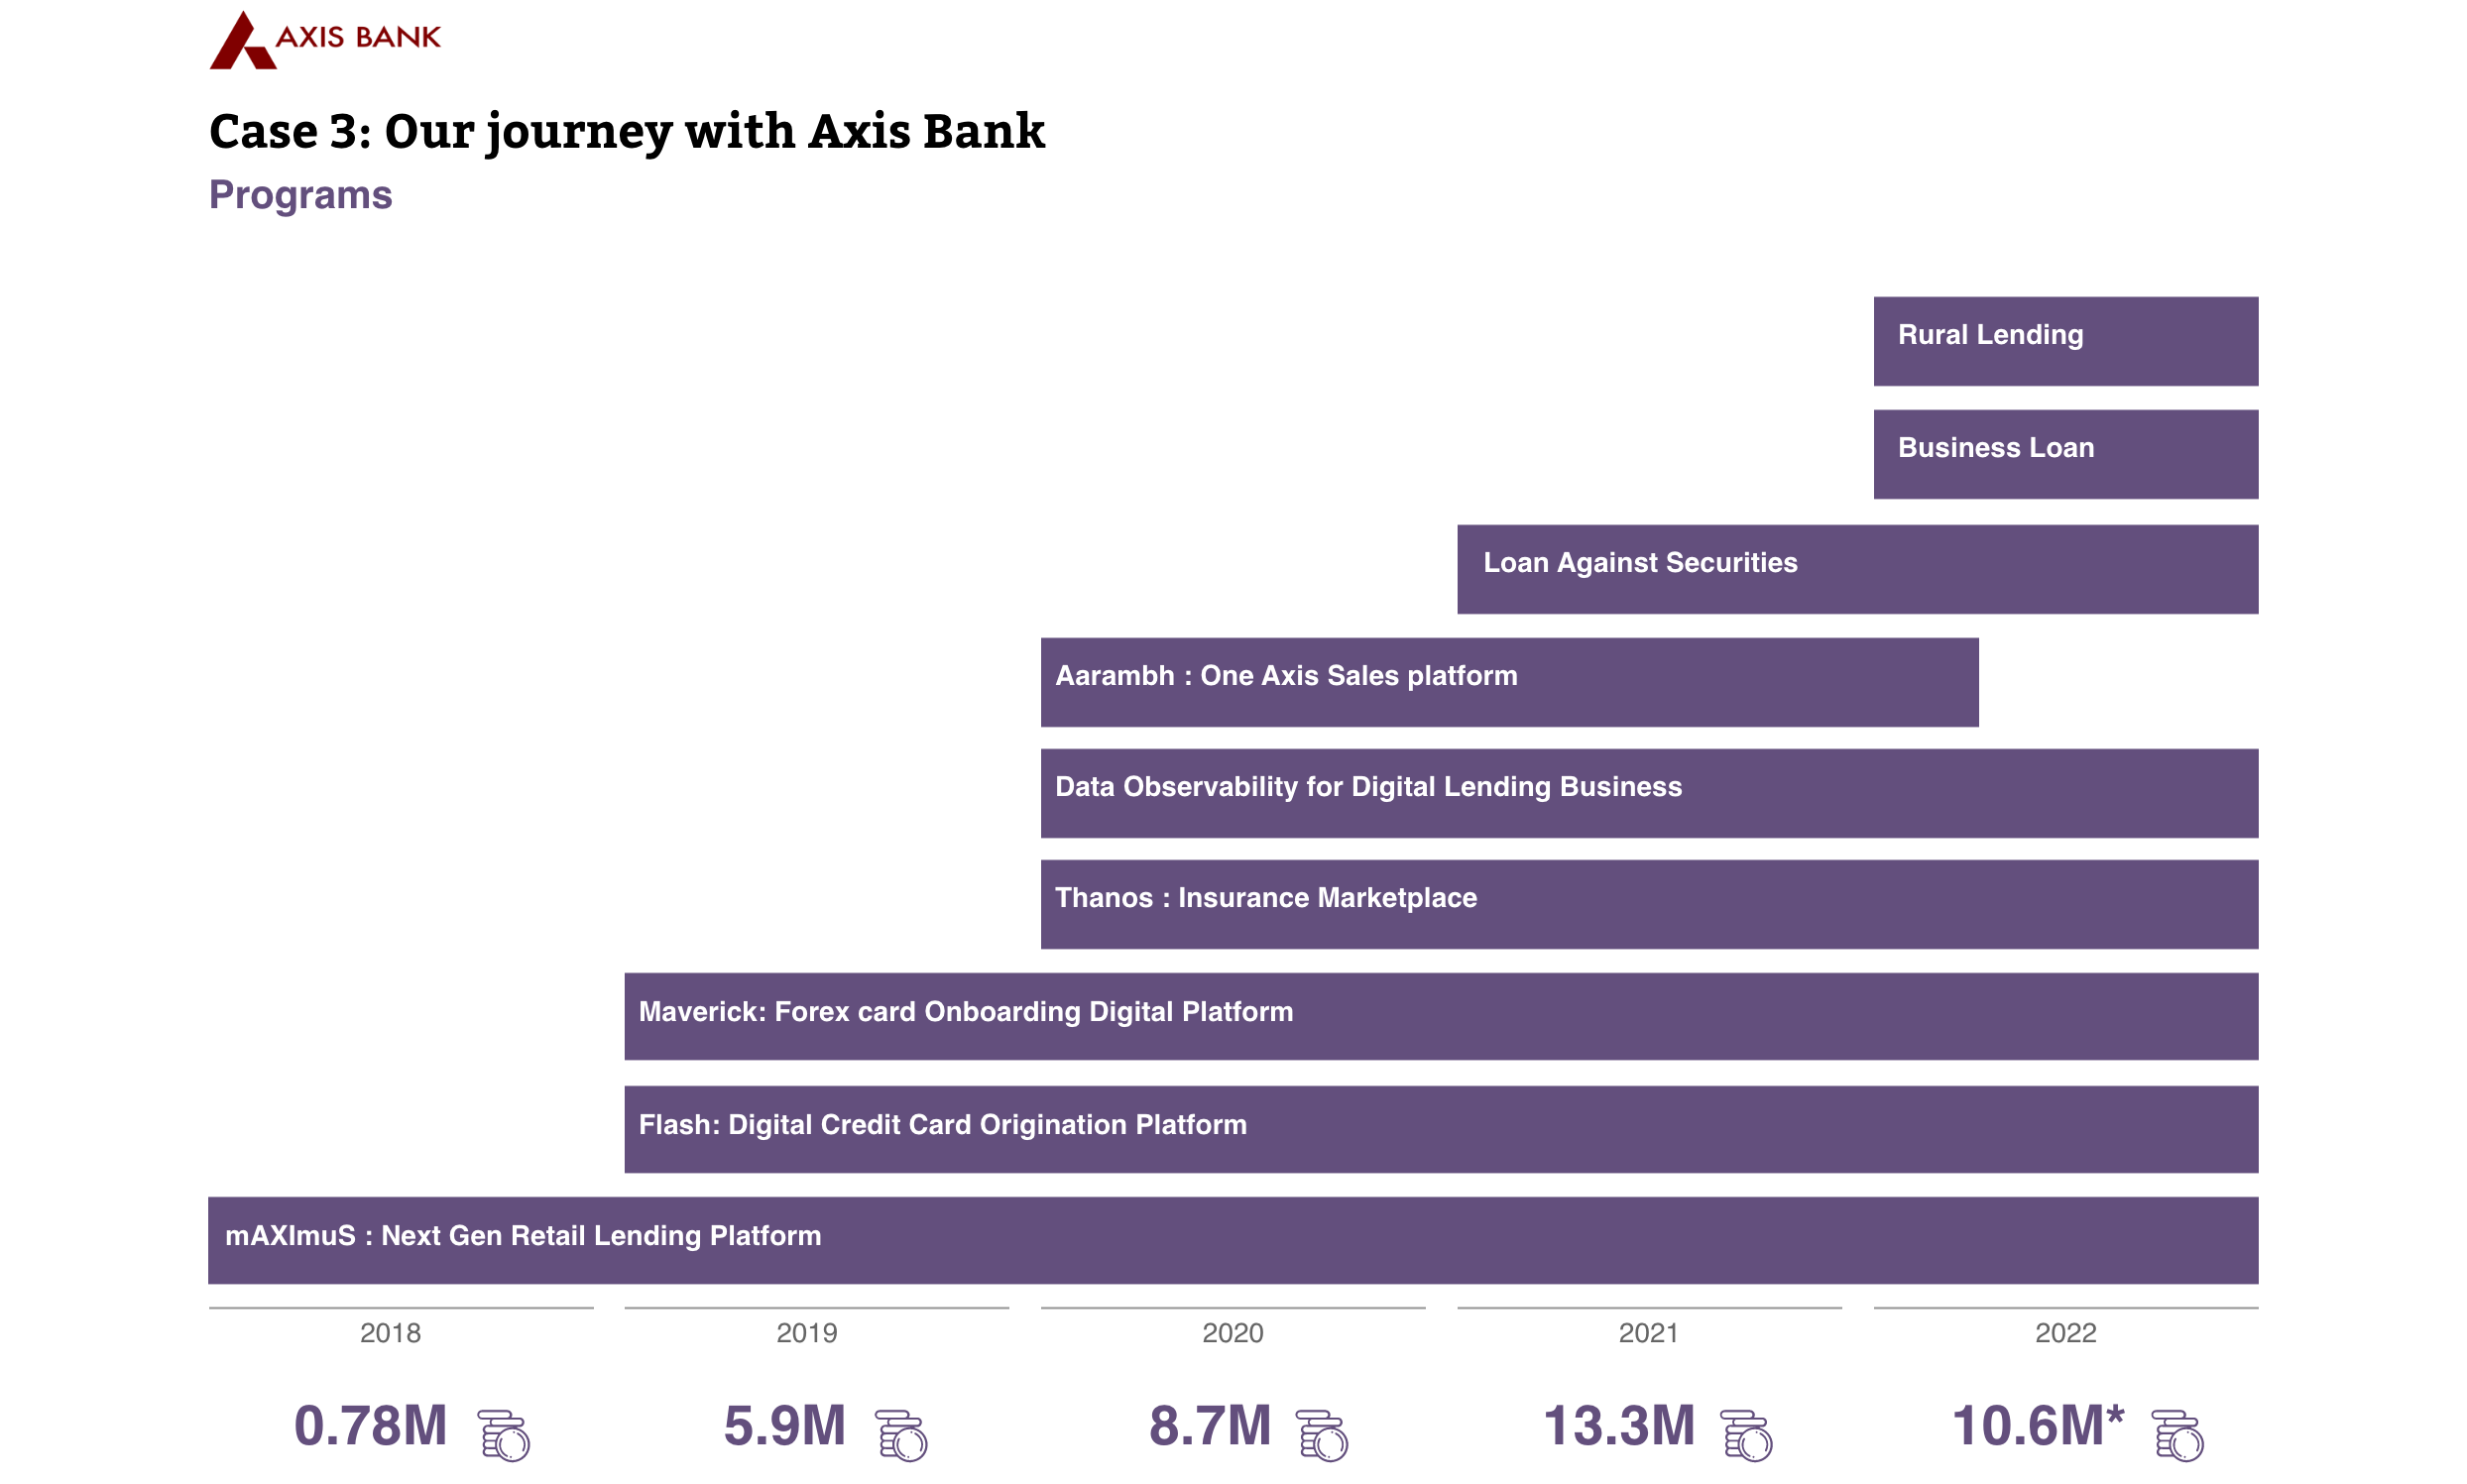 AXIS BANK
Case 3: Our journey with Axis Bank
Programs
Rural Lending
Business Loan
Loan Against Securities
Aarambh : One Axis Sales platform
Data Observability for Digital Lending Business
Thanos : Insurance Marketplace
Maverick: Forex card Onboarding Digital Platform
Flash: Digital Credit Card Origination Platform
mAXImuS : Next Gen Retail Lending Platform
2018 2019 2020 2021 2022
0.78M 5.9M 8.7M 13.3M 10.6M*